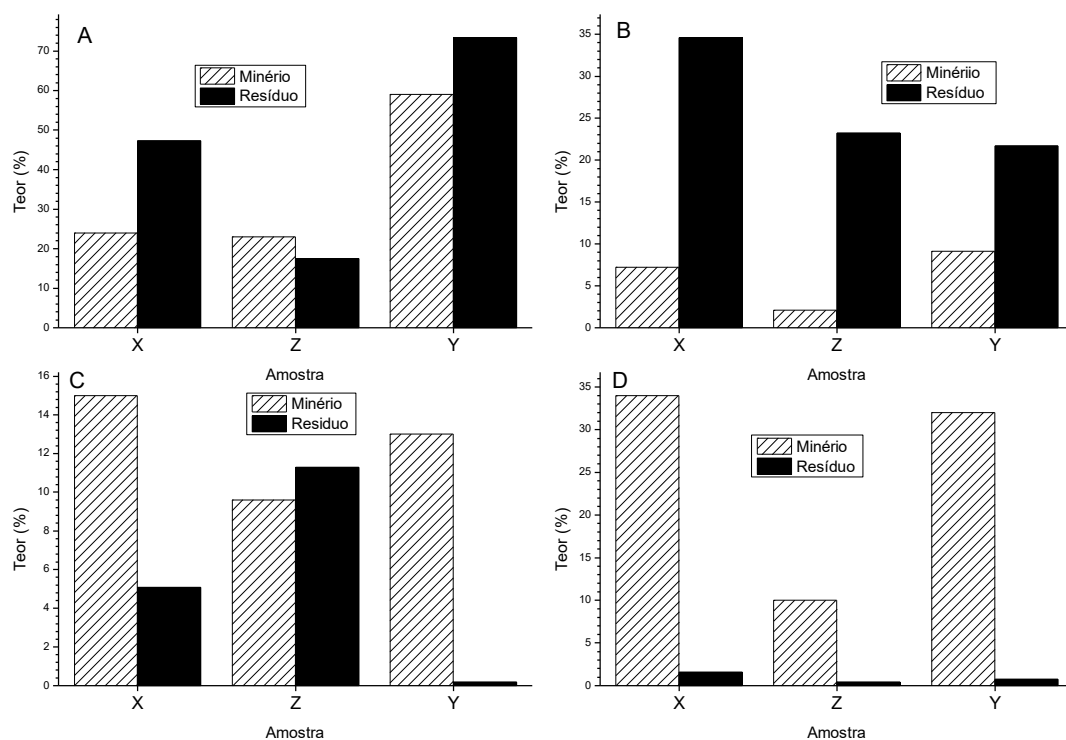 A
Minério
Resíduo
Teor (%)
70
60
50
40
30
20
10
0
X
Z
Y
Amostra
B
Minériio
Resíduo
Teor (%)
35
30
25
20
15
10
5
0
X
Z
Y
Amostra
C
Minério
Residuo
Teor (%)
16
14
12
10
8
6
4
2
0
X
Z
Y
Amostra
D
Minério
Resíduo
Teor (%)
35
30
25
20
15
10
5
0
X
Z
Y
Amostra